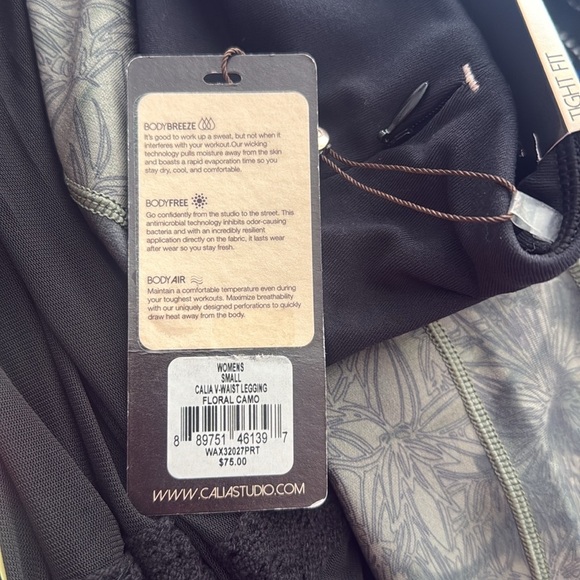 BODYBREEZE
It's good to work up a sweat, but not when it
interferes with your workout.Our wicking
technology pulls moisture away from the skin
and boasts a rapid evaporation time so you
stay dry, cool, and comfortable.
BODYFREE
Go confidently from the studio to the street. This
antimicrobial technology inhibits odor-causing
bacteria and with an incredibly resilient
application directly on the fabric, it lasts wear
after wear so you stay fresh.
BODYAIR
Maintain a comfortable temperature even during
your toughest workouts. Maximize breathability
with our uniquely designed perforations to quickly
draw heat away from the body.
WOMENS
SMALL
CALIA V-WAIST LEGGING
FLORAL CAMO
8 89751 46139 7
WAX32027PRT
$75.00
WWW.CALIASTUDIO.COM
TIGHT FIT